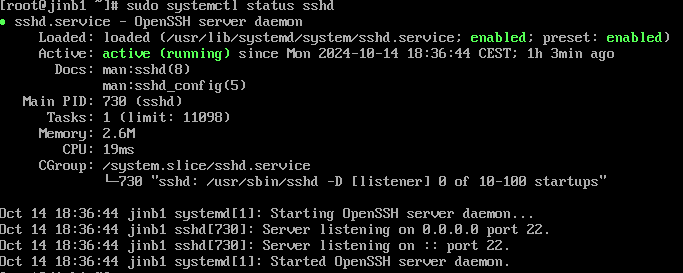 [root@jinb1 ~]# sudo systemctl status sshd
● sshd.service - OpenSSH server daemon
     Loaded: loaded (/usr/lib/systemd/system/sshd.service; enabled; preset: enabled)
     Active: active (running) since Mon 2024-10-14 18:36:44 CEST; 1h 3min ago
       Docs: man:sshd(8)
             man:sshd_config(5)
   Main PID: 730 (sshd)
      Tasks: 1 (limit: 11098)
     Memory: 2.6M
        CPU: 19ms
     CGroup: /system.slice/sshd.service
             └─730 "sshd: /usr/sbin/sshd -D [listener] 0 of 10-100 startups"
Oct 14 18:36:44 jinb1 systemd[1]: Starting OpenSSH server daemon...
Oct 14 18:36:44 jinb1 sshd[730]: Server listening on 0.0.0.0 port 22.
Oct 14 18:36:44 jinb1 sshd[730]: Server listening on :: port 22.
Oct 14 18:36:44 jinb1 systemd[1]: Started OpenSSH server daemon.